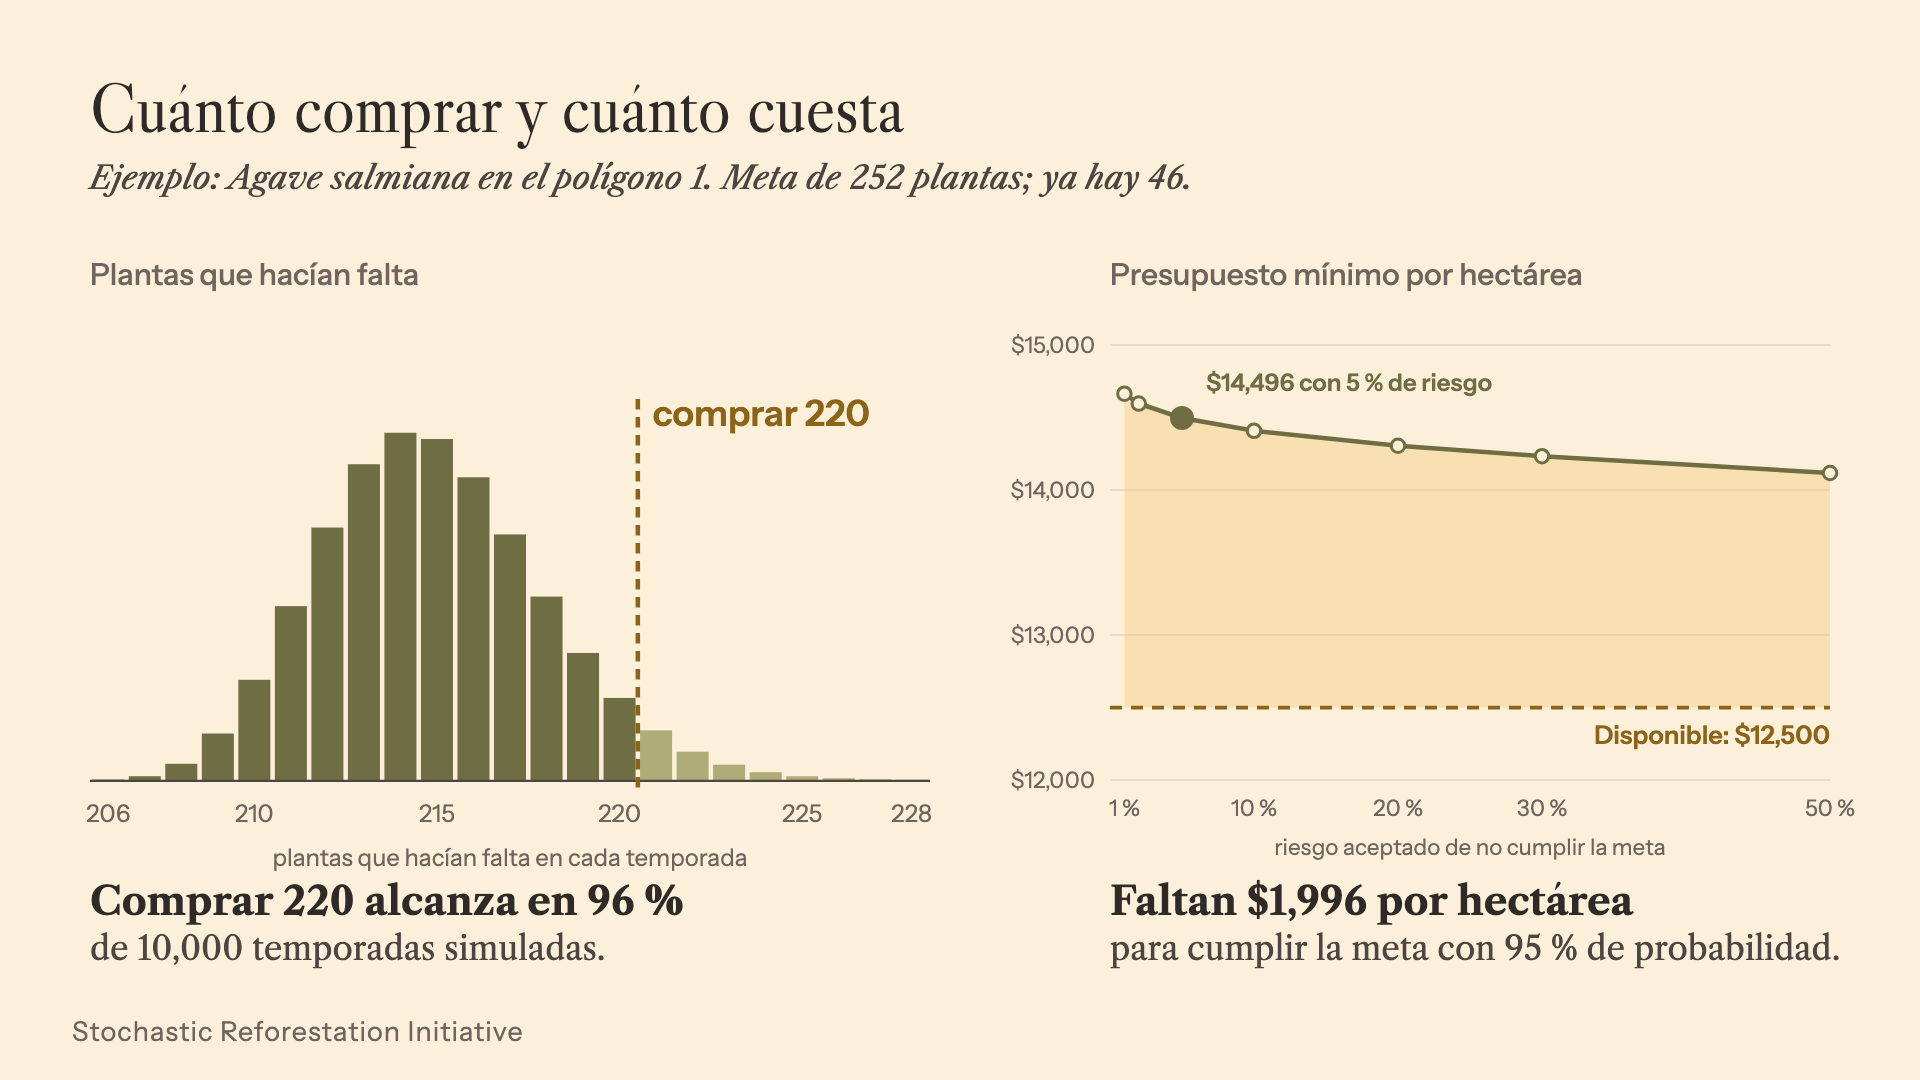 Cuánto comprar y cuánto cuesta
Ejemplo: Agave salmiana en el polígono 1. Meta de 252 plantas; ya hay 46.
Plantas que hacían falta
comprar 220
206 210 215 220 225 228
plantas que hacían falta en cada temporada
Comprar 220 alcanza en 96 %
de 10,000 temporadas simuladas.
Presupuesto mínimo por hectárea
$15,000
$14,496 con 5 % de riesgo
$14,000
$13,000
Disponible: $12,500
$12,000
1 % 10 % 20 % 30 % 50 %
riesgo aceptado de no cumplir la meta
Faltan $1,996 por hectárea
para cumplir la meta con 95 % de probabilidad.
Stochastic Reforestation Initiative